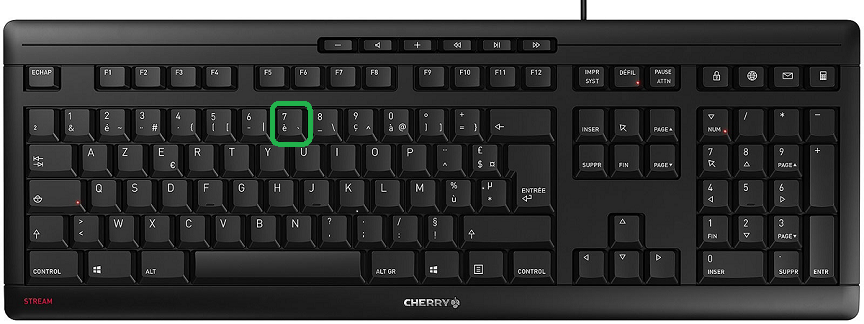 − +
ECHAP F1 F2 F3 F4 F5 F6 F7 F8 F9 F10 F11 F12 IMPR SYST DÉFIL PAUSE ATTN
1 2 3 4 5 6 7 8 9 0 ° +
² & é ~ " # ' { ( [ - | è ` _ \ ç ^ à @ ) ] = }
INSER PAGE▲ NUM / * −
A Z E € R T Y U I O P ¨ ^ £ $ ¤
SUPPR FIN PAGE▼ 7 8 9 PAGE▲ +
Q S D F G H J K L M % ù µ * ENTRÉE
4 5 6
> < W X C V B N ? , . ; / : § !
1 FIN 2 3 PAGE▼
CONTROL ALT ALT GR CONTROL
0 INSER . SUPPR ENTR
STREAM
CHERRY